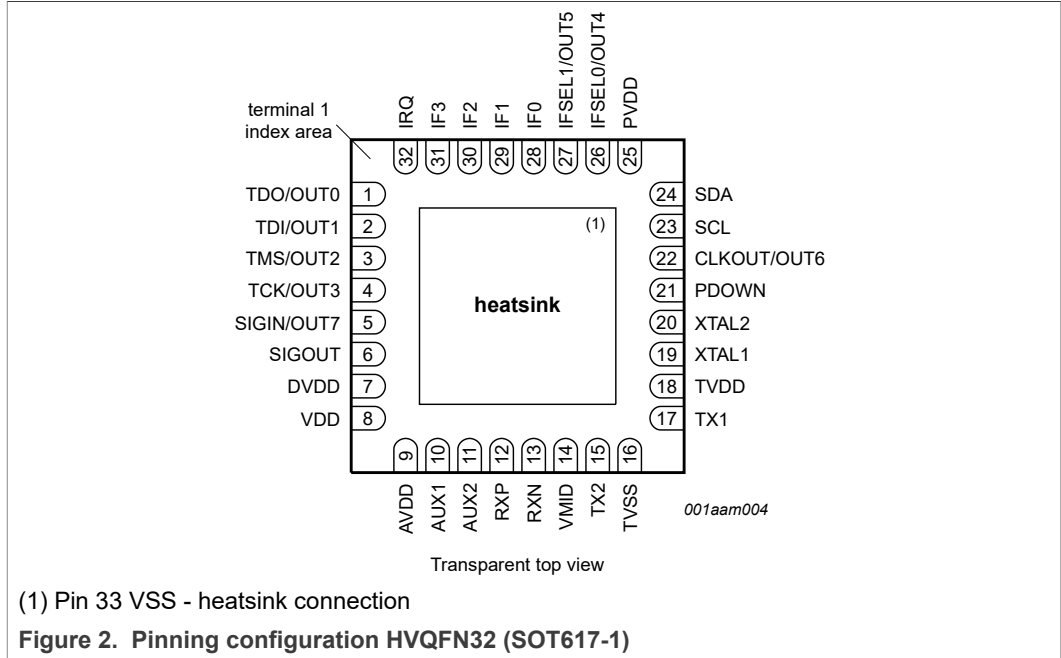 IRQ
IF3
IF2
IF1
IF0
IFSEL1/OUT5
IFSEL0/OUT4
PVDD
terminal 1
index area
32 31 30 29 28 27 26 25
TDO/OUT0 1
TDI/OUT1 2
TMS/OUT2 3
TCK/OUT3 4
SIGIN/OUT7 5
SIGOUT 6
DVDD 7
VDD 8
(1)
heatsink
24 SDA
23 SCL
22 CLKOUT/OUT6
21 PDOWN
20 XTAL2
19 XTAL1
18 TVDD
17 TX1
9 10 11 12 13 14 15 16
AVDD
AUX1
AUX2
RXP
RXN
VMID
TX2
TVSS
001aam004
Transparent top view
(1) Pin 33 VSS - heatsink connection
Figure 2. Pinning configuration HVQFN32 (SOT617-1)